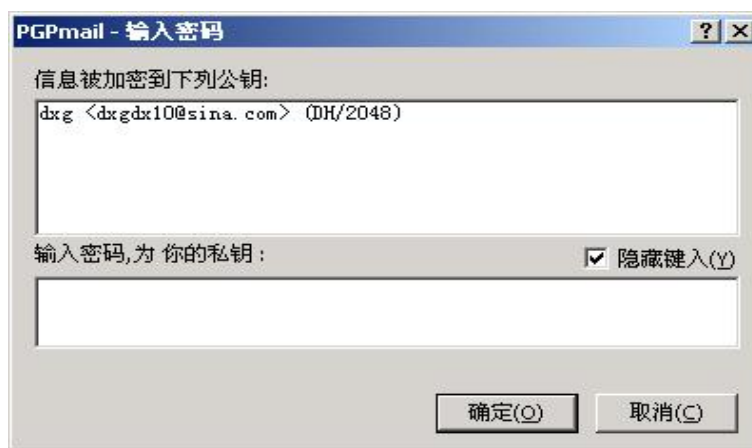 PGPmail - 输入密码
信息被加密到下列公钥:
dxg <dxgdx10@sina.com> (DH/2048)
输入密码,为 你的私钥:
隐藏键入(Y)
确定(O)
取消(C)